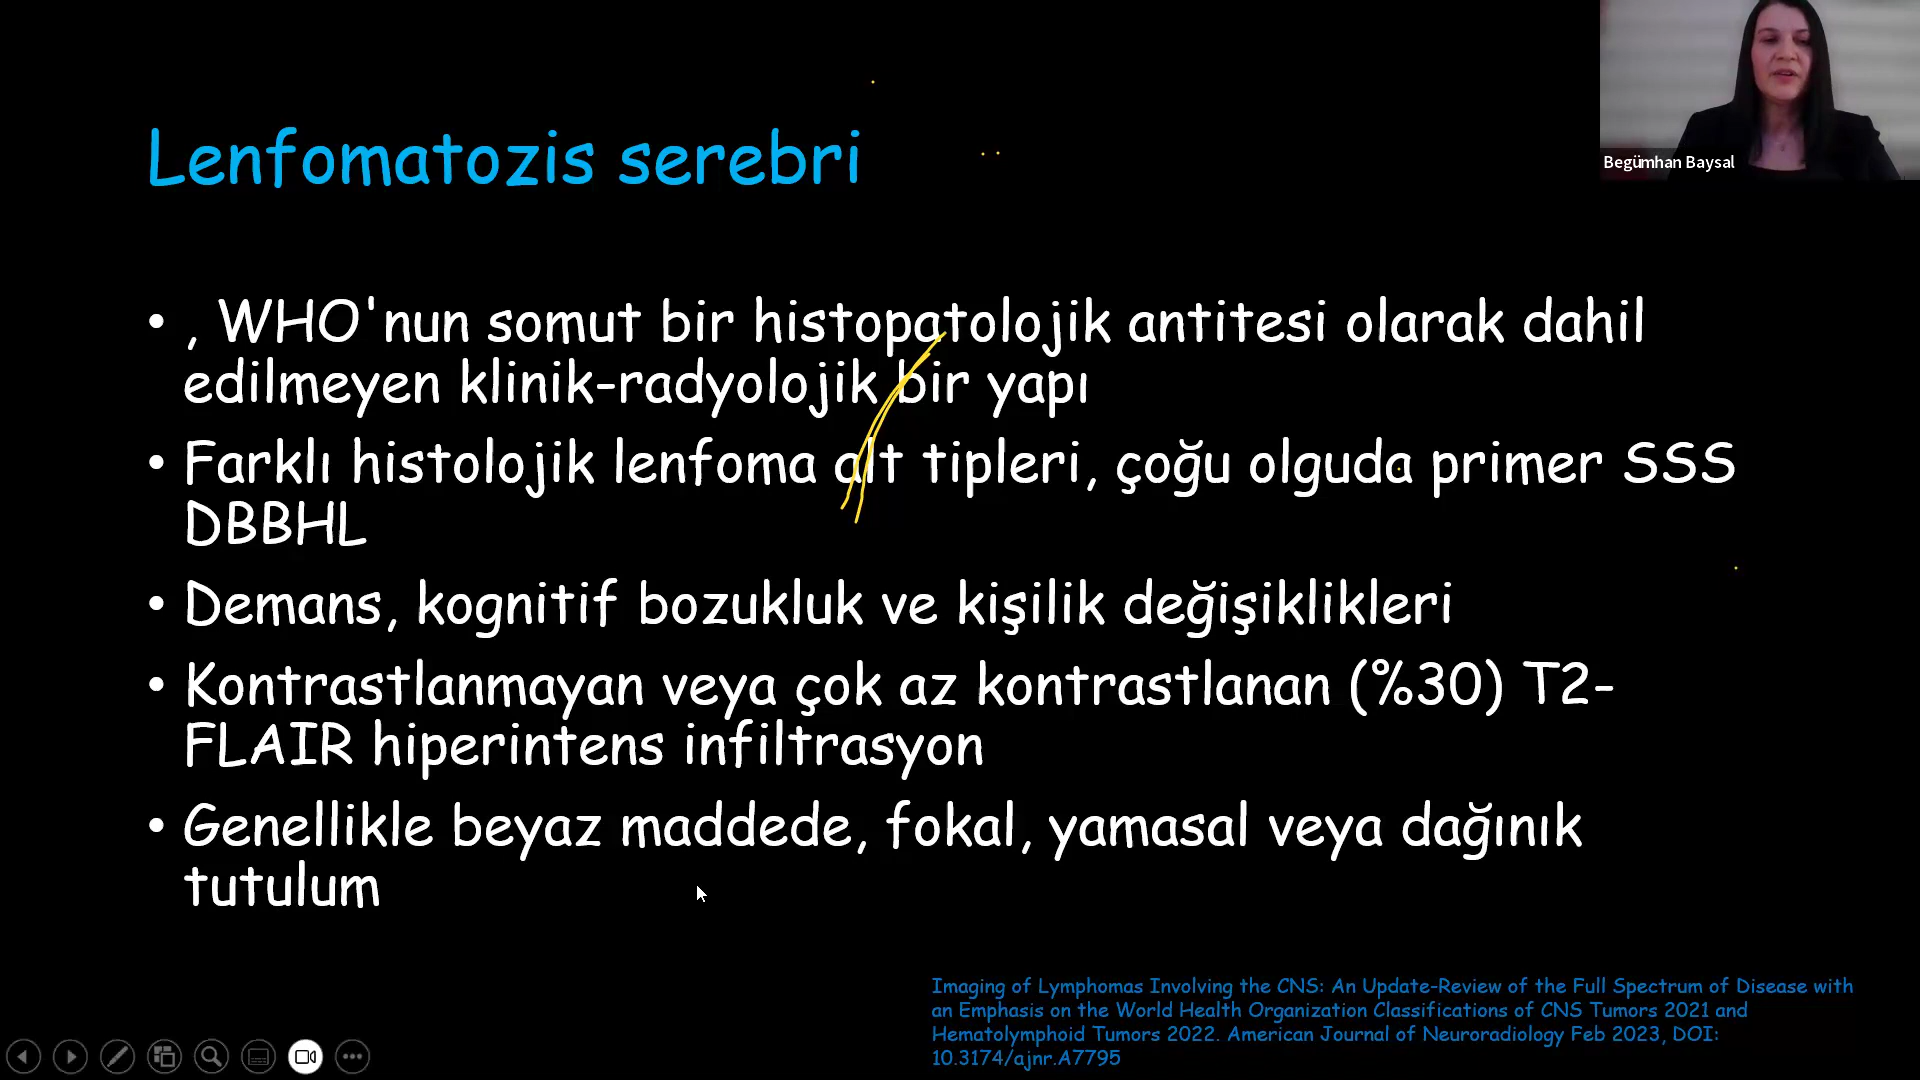 Lenfomatozis serebri
Begümhan Baysal
• , WHO'nun somut bir histopatolojik antitesi olarak dahil
edilmeyen klinik-radyolojik bir yapı
• Farklı histolojik lenfoma alt tipleri, çoğu olguda primer SSS
DBBHL
• Demans, kognitif bozukluk ve kişilik değişiklikleri
• Kontrastlanmayan veya çok az kontrastlanan (%30) T2-
FLAIR hiperintens infiltrasyon
• Genellikle beyaz maddede, fokal, yamasal veya dağınık
tutulum
Imaging of Lymphomas Involving the CNS: An Update-Review of the Full Spectrum of Disease with
an Emphasis on the World Health Organization Classifications of CNS Tumors 2021 and
Hematolymphoid Tumors 2022. American Journal of Neuroradiology Feb 2023, DOI:
10.3174/ajnr.A7795